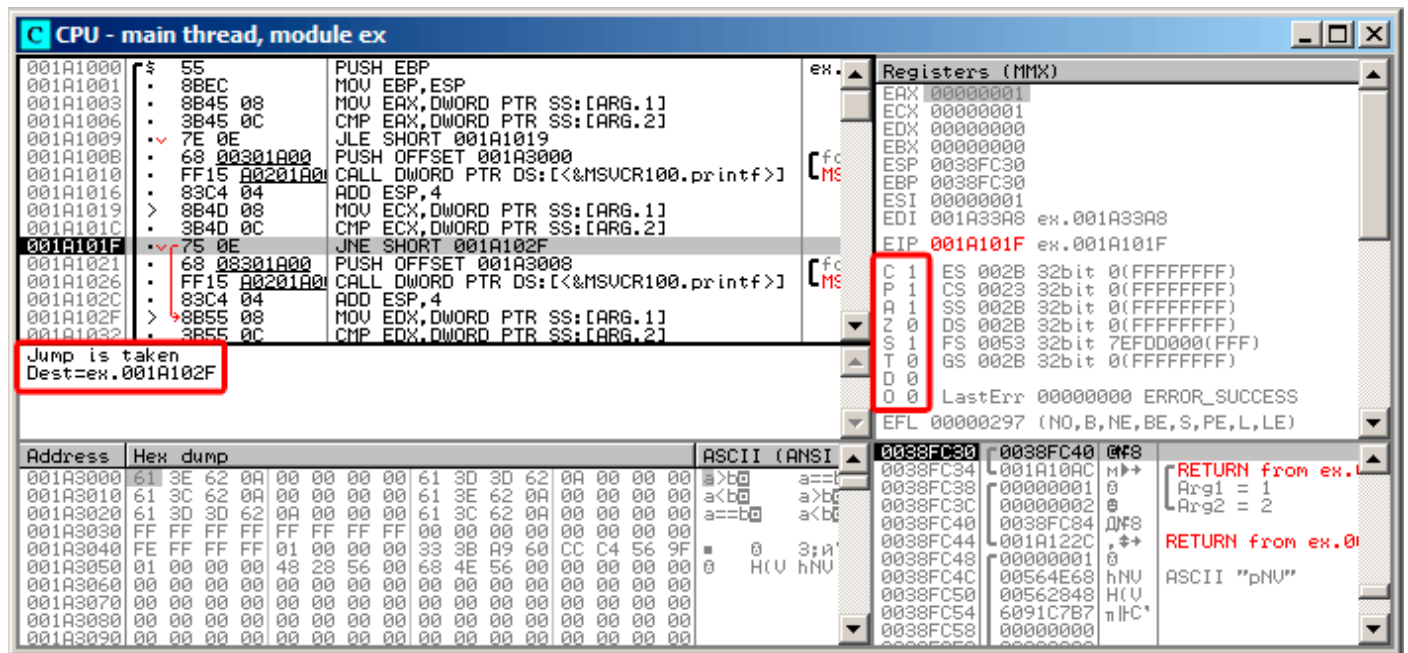 C CPU - main thread, module ex
001A1000 $ 55 PUSH EBP ex.
001A1001 . 8BEC MOV EBP,ESP
001A1003 . 8B45 08 MOV EAX,DWORD PTR SS:[ARG.1]
001A1006 . 3B45 0C CMP EAX,DWORD PTR SS:[ARG.2]
001A1009 . 7E 0E JLE SHORT 001A1019
001A100B . 68 00301A00 PUSH OFFSET 001A3000
001A1010 . FF15 A0201A00 CALL DWORD PTR DS:[<&MSVCR100.printf>] MS
001A1016 . 83C4 04 ADD ESP,4
001A1019 > 8B4D 08 MOV ECX,DWORD PTR SS:[ARG.1]
001A101C . 3B4D 0C CMP ECX,DWORD PTR SS:[ARG.2]
001A101F . 75 0E JNE SHORT 001A102F
001A1021 . 68 08301A00 PUSH OFFSET 001A3008
001A1026 . FF15 A0201A00 CALL DWORD PTR DS:[<&MSVCR100.printf>] MS
001A102C . 83C4 04 ADD ESP,4
001A102F > 8B55 08 MOV EDX,DWORD PTR SS:[ARG.1]
001A1032 . 3B55 0C CMP EDX,DWORD PTR SS:[ARG.2]
Jump is taken
Dest=ex.001A102F
Registers (MMX)
EAX 00000001
ECX 00000001
EDX 00000000
EBX 00000000
ESP 0038FC30
EBP 0038FC30
ESI 00000001
EDI 001A33A8 ex.001A33A8
EIP 001A101F ex.001A101F
C 1 ES 002B 32bit 0(FFFFFFFF)
P 1 CS 0023 32bit 0(FFFFFFFF)
A 1 SS 002B 32bit 0(FFFFFFFF)
Z 0 DS 002B 32bit 0(FFFFFFFF)
S 1 FS 0053 32bit 7EFDD000(FFF)
T 0 GS 002B 32bit 0(FFFFFFFF)
D 0
O 0 LastErr 00000000 ERROR_SUCCESS
EFL 00000297 (NO,B,NE,BE,S,PE,L,LE)
Address Hex dump ASCII (ANSI
001A3000 61 3E 62 0A 00 00 00 00 61 3D 3D 62 0A 00 00 00 a>b a==b
001A3010 61 3C 62 0A 00 00 00 00 61 3E 62 0A 00 00 00 00 a<b a>b
001A3020 61 3D 3D 62 0A 00 00 00 61 3C 62 0A 00 00 00 00 a==b a<b
001A3030 FF FF FF FF FF FF FF FF 00 00 00 00 00 00 00 00
001A3040 FE FF FF FF 01 00 00 00 33 3B A9 60 CC C4 56 9F 3;й`
001A3050 01 00 00 00 48 28 56 00 68 4E 56 00 00 00 00 00 H(V hNV
001A3060 00 00 00 00 00 00 00 00 00 00 00 00 00 00 00 00
001A3070 00 00 00 00 00 00 00 00 00 00 00 00 00 00 00 00
001A3080 00 00 00 00 00 00 00 00 00 00 00 00 00 00 00 00
001A3090 00 00 00 00 00 00 00 00 00 00 00 00 00 00 00 00
0038FC30 0038FC40
0038FC34 001A10AC RETURN from ex.
0038FC38 00000001 Arg1 = 1
0038FC3C 00000002 Arg2 = 2
0038FC40 0038FC84
0038FC44 001A122C RETURN from ex.0
0038FC48 00000001
0038FC4C 00564E68 hNV ASCII "pNV"
0038FC50 00562848 H(V
0038FC54 6091C7B7
0038FC58 00000000